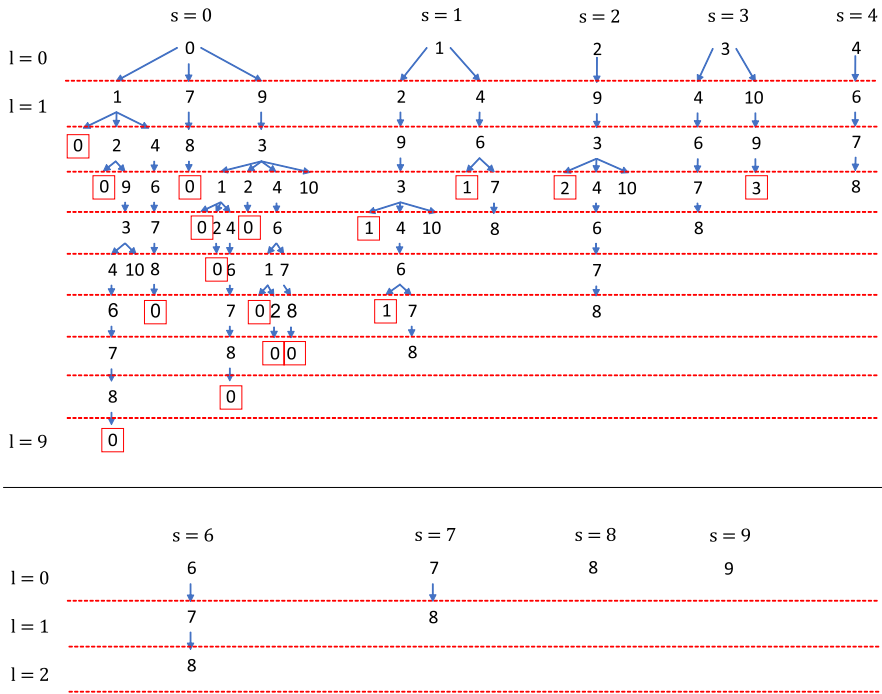 s = 0 s = 1 s = 2 s = 3 s = 4
l = 0 0 1 2 3 4
l = 1 1 7 9 2 4 9 4 10 6
0 2 4 8 3 9 6 3 6 9 7
0 9 6 0 1 2 4 10 3 1 7 2 4 10 7 3 8
3 7 0 2 4 0 6 1 4 10 8 6 8
4 10 8 0 6 1 7 6 7
6 0 7 0 2 8 1 7 8
7 8 0 0 8
8 0
l = 9 0
s = 6 s = 7 s = 8 s = 9
l = 0 6 7 8 9
l = 1 7 8
l = 2 8